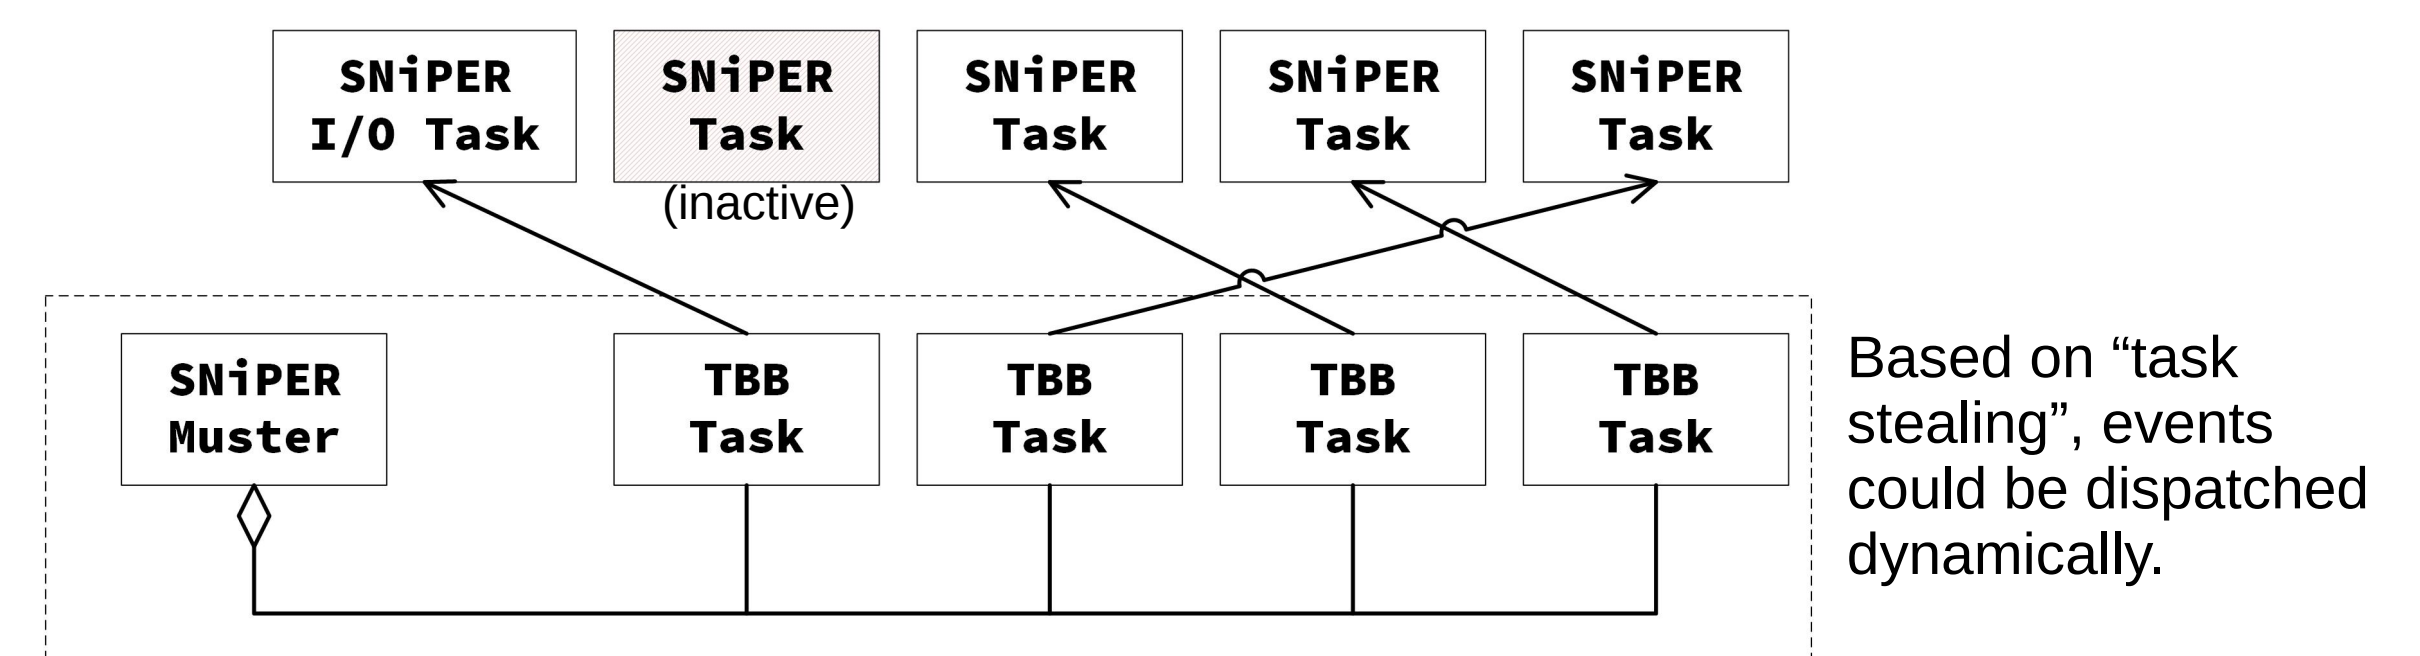 SNiPER
I/O Task
SNiPER
Task
(inactive)
SNiPER
Task
SNiPER
Task
SNiPER
Task
SNiPER
Muster
TBB
Task
TBB
Task
TBB
Task
TBB
Task
Based on “task
stealing”, events
could be dispatched
dynamically.